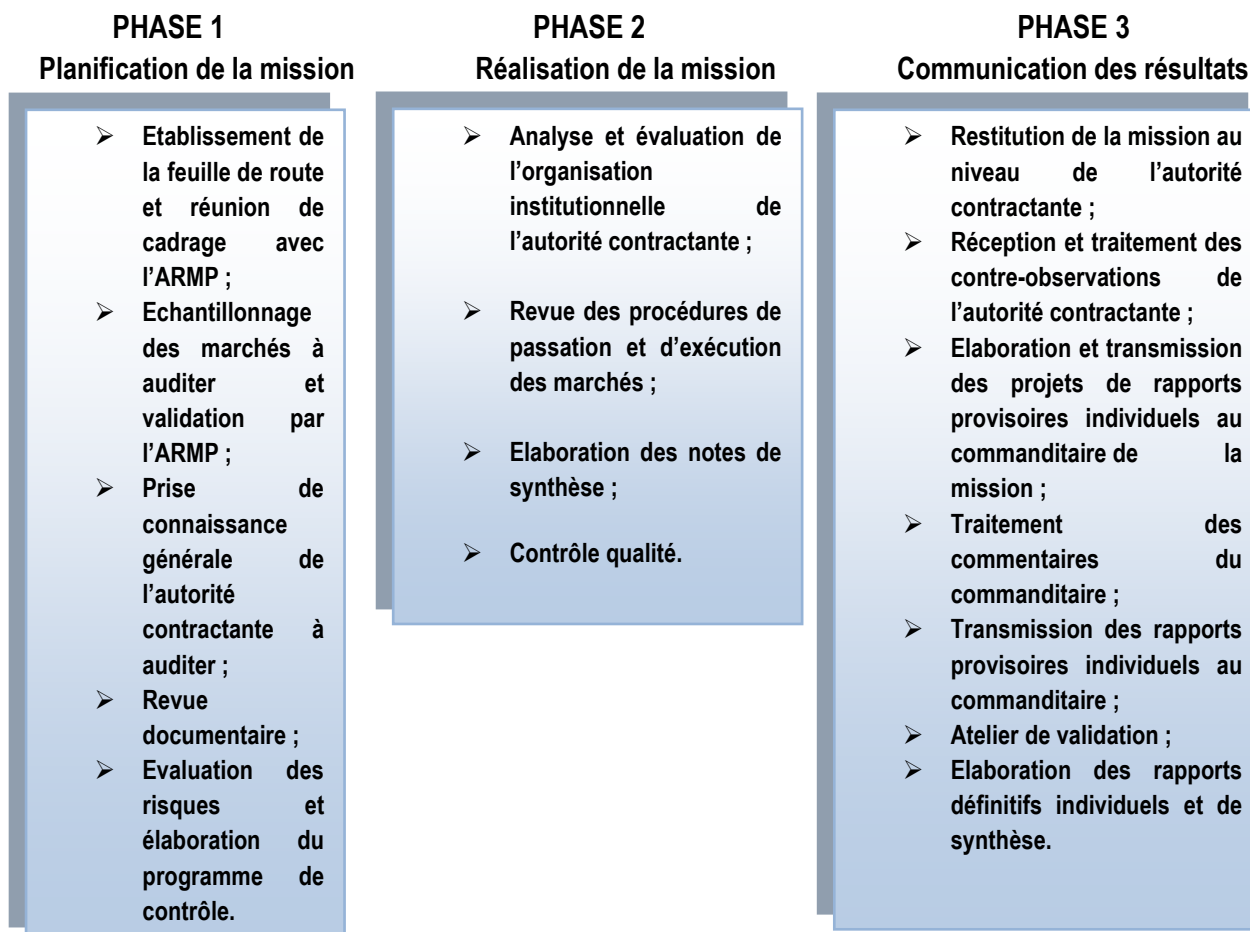 PHASE 1
Planification de la mission
➢ Etablissement de
la feuille de route
et réunion de
cadrage avec
l’ARMP ;
➢ Echantillonnage
des marchés à
auditer et
validation par
l’ARMP ;
➢ Prise de
connaissance
générale de
l’autorité
contractante à
auditer ;
➢ Revue
documentaire ;
➢ Evaluation des
risques et
élaboration du
programme de
contrôle.
PHASE 2
Réalisation de la mission
➢ Analyse et évaluation de
l’organisation
institutionnelle de
l’autorité contractante ;
➢ Revue des procédures de
passation et d’exécution
des marchés ;
➢ Elaboration des notes de
synthèse ;
➢ Contrôle qualité.
PHASE 3
Communication des résultats
➢ Restitution de la mission au
niveau de l’autorité
contractante ;
➢ Réception et traitement des
contre-observations de
l’autorité contractante ;
➢ Elaboration et transmission
des projets de rapports
provisoires individuels au
commanditaire de la
mission ;
➢ Traitement des
commentaires du
commanditaire ;
➢ Transmission des rapports
provisoires individuels au
commanditaire ;
➢ Atelier de validation ;
➢ Elaboration des rapports
définitifs individuels et de
synthèse.